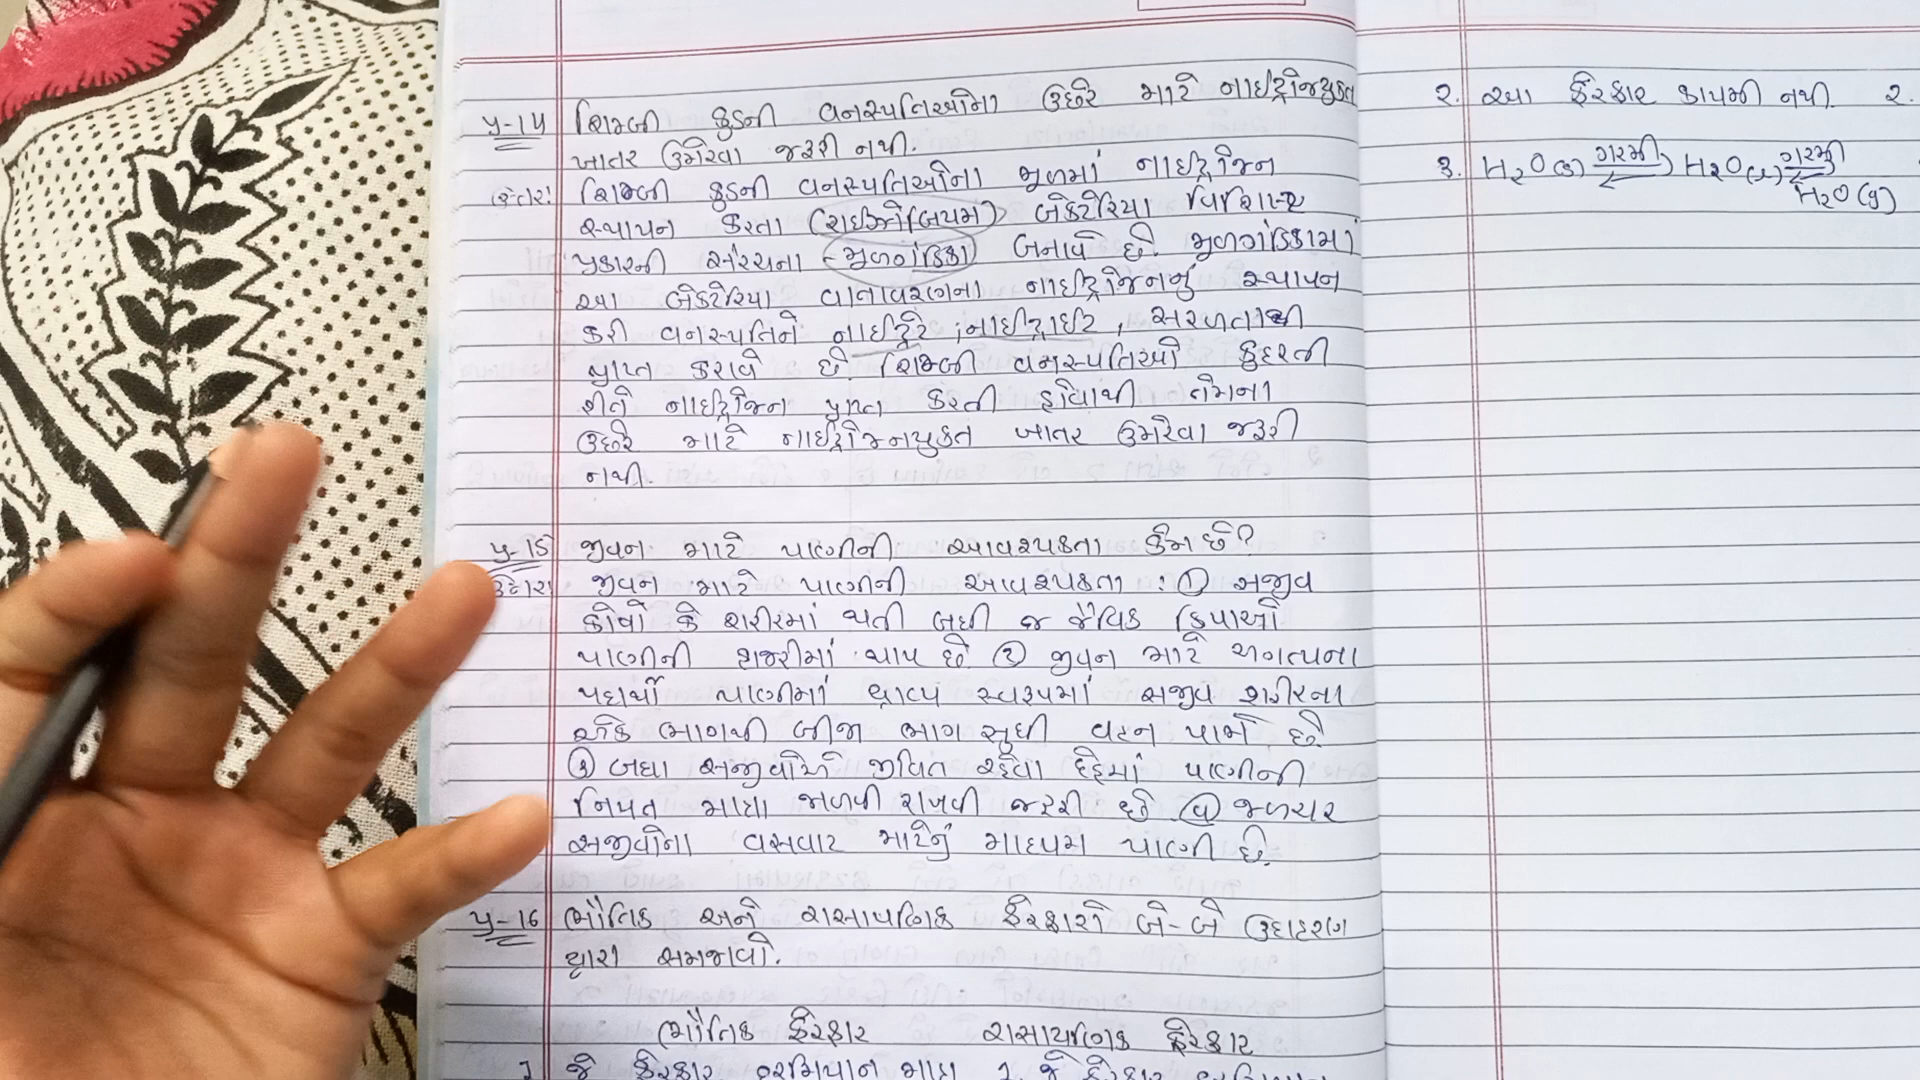 પ્ર-14 શિમ્બી કુળની વનસ્પતિઓના ઉછેર માટે નાઈટ્રોજનયુક્ત
ખાતર ઉમેરવા જરૂરી નથી.
ઉત્તર: શિમ્બી કુળની વનસ્પતિઓના મૂળમાં નાઈટ્રોજન
સ્થાપન કરતા (રાઈઝોબિયમ) બેક્ટેરિયા વિશિષ્ટ
પ્રકારની સંરચના - મૂળગંડિકા બનાવે છે. મૂળગંડિકામાં
આ બેક્ટેરિયા વાતાવરણના નાઈટ્રોજનનું સ્થાપન
કરી વનસ્પતિને નાઈટ્રેટ, નાઈટ્રાઈટ, સરળતાથી
પ્રાપ્ત કરાવે છે. શિમ્બી વનસ્પતિઓ કુદરતી
રીતે નાઈટ્રોજન પ્રાપ્ત કરતી હોવાથી તેમના
ઉછેર માટે નાઈટ્રોજનયુક્ત ખાતર ઉમેરવા જરૂરી
નથી.
પ્ર-15 જીવન માટે પાણીની આવશ્યકતા કેમ છે?
ઉત્તર: જીવન માટે પાણીની આવશ્યકતા : ① સજીવ
કોષો કે શરીરમાં થતી બધી જ જૈવિક ક્રિયાઓ
પાણીની હાજરીમાં થાય છે. ② જીવન માટે અગત્યના
પદાર્થો પાણીમાં દ્રાવ્ય સ્વરૂપમાં સજીવ શરીરના
એક ભાગથી બીજા ભાગ સુધી વહન પામે છે.
③ બધા સજીવોએ જીવિત રહેવા દેહમાં પાણીની
નિયત માત્રા જાળવી રાખવી જરૂરી છે. ④ જળચર
સજીવોના વસવાટ માટેનું માધ્યમ પાણી છે.
પ્ર-16 ભૌતિક અને રાસાયણિક ફેરફારો બે-બે ઉદાહરણ
દ્વારા સમજાવો.
ભૌતિક ફેરફાર રાસાયણિક ફેરફાર
1. જે ફેરફાર દરમિયાન માત્ર 1. જે ફેરફાર દરમિયાન
૨. આ ફેરફાર કાયમી નથી. ૨.
૩. H₂O(s) ગરમી⇌ H₂O(l) ગરમી⇌
H₂O(g)